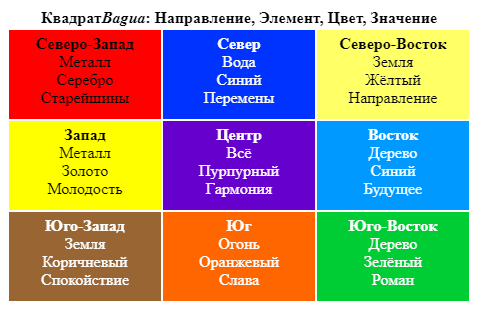 КвадратBagua: Направление, Элемент, Цвет, Значение
Северо-Запад
Металл
Серебро
Старейшины
Север
Вода
Синий
Перемены
Северо-Восток
Земля
Жёлтый
Направление
Запад
Металл
Золото
Молодость
Центр
Всё
Пурпурный
Гармония
Восток
Дерево
Синий
Будущее
Юго-Запад
Земля
Коричневый
Спокойствие
Юг
Огонь
Оранжевый
Слава
Юго-Восток
Дерево
Зелёный
Роман